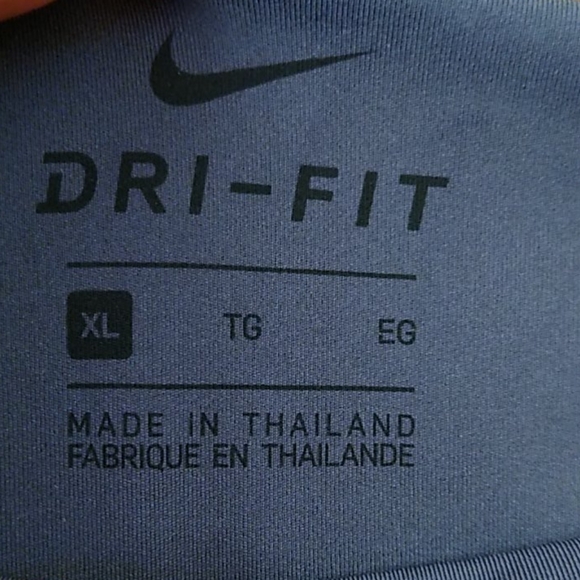 DRI-FIT
XL TG EG
MADE IN THAILAND
FABRIQUE EN THAILANDE